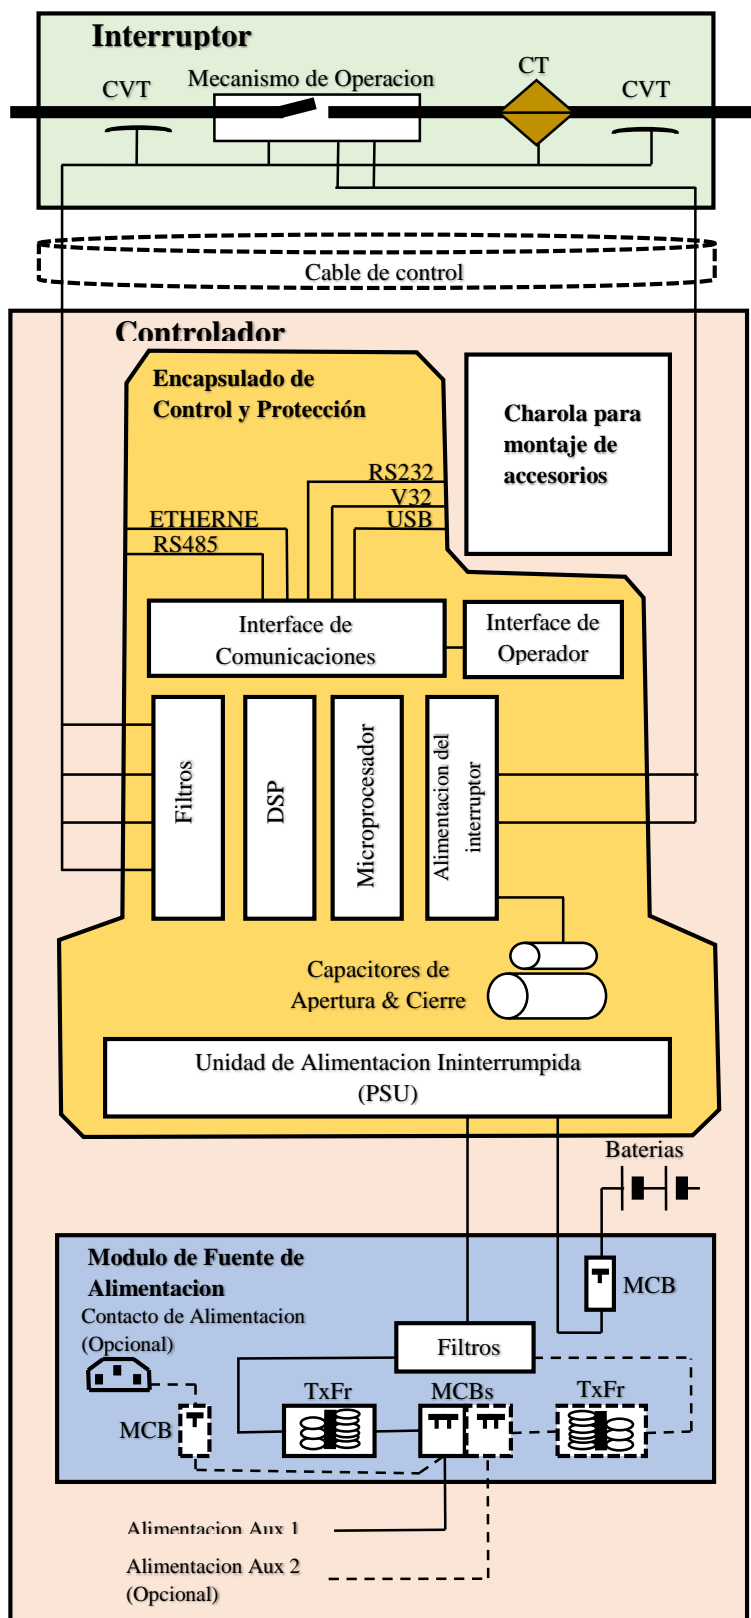 Interruptor
CT
Mecanismo de Operacion
CVT
CVT
Cable de control
Controlador
Encapsulado de
Control y Protección
Charola para
montaje de
accesorios
RS232
V32
ETHERNE
USB
RS485
Interface de
Comunicaciones
Interface de
Operador
Filtros
DSP
Microprocesador
Alimentacion del
interruptor
Capacitores de
Apertura & Cierre
Unidad de Alimentacion Ininterrumpida
(PSU)
Baterias
Modulo de Fuente de
Alimentacion
MCB
Contacto de Alimentacion
(Opcional)
Filtros
TxFr
MCBs
TxFr
MCB
Alimentacion Aux 1
Alimentacion Aux 2
(Opcional)